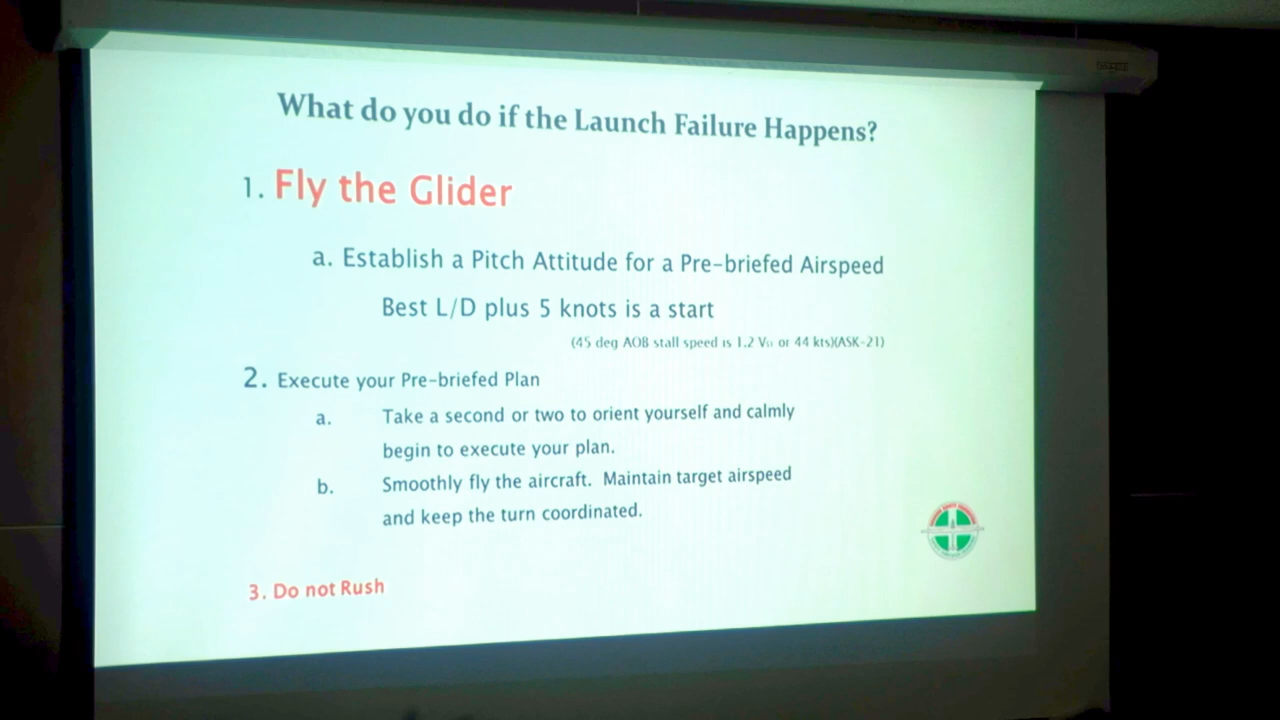 What do you do if the Launch Failure Happens?
1. Fly the Glider
a. Establish a Pitch Attitude for a Pre-briefed Airspeed
Best L/D plus 5 knots is a start
(45 deg AOB stall speed is 1.2 or 44 kts)(ASK-21)
2. Execute your Pre-briefed Plan
a. Take a second or two to orient yourself and calmly
begin to execute your plan.
b. Smoothly fly the aircraft. Maintain target airspeed
and keep the turn coordinated.
3. Do not Rush